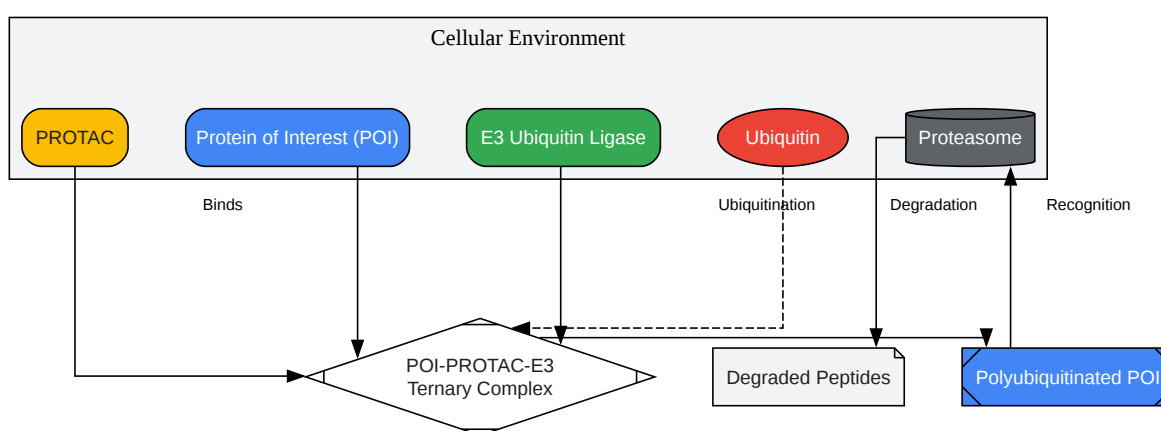 Cellular Environment
PROTAC
Protein of Interest (POI)
E3 Ubiquitin Ligase
Ubiquitin
Proteasome
Binds
Ubiquitination
Degradation
Recognition
POI-PROTAC-E3
Ternary Complex
Degraded Peptides
Polyubiquitinated POI